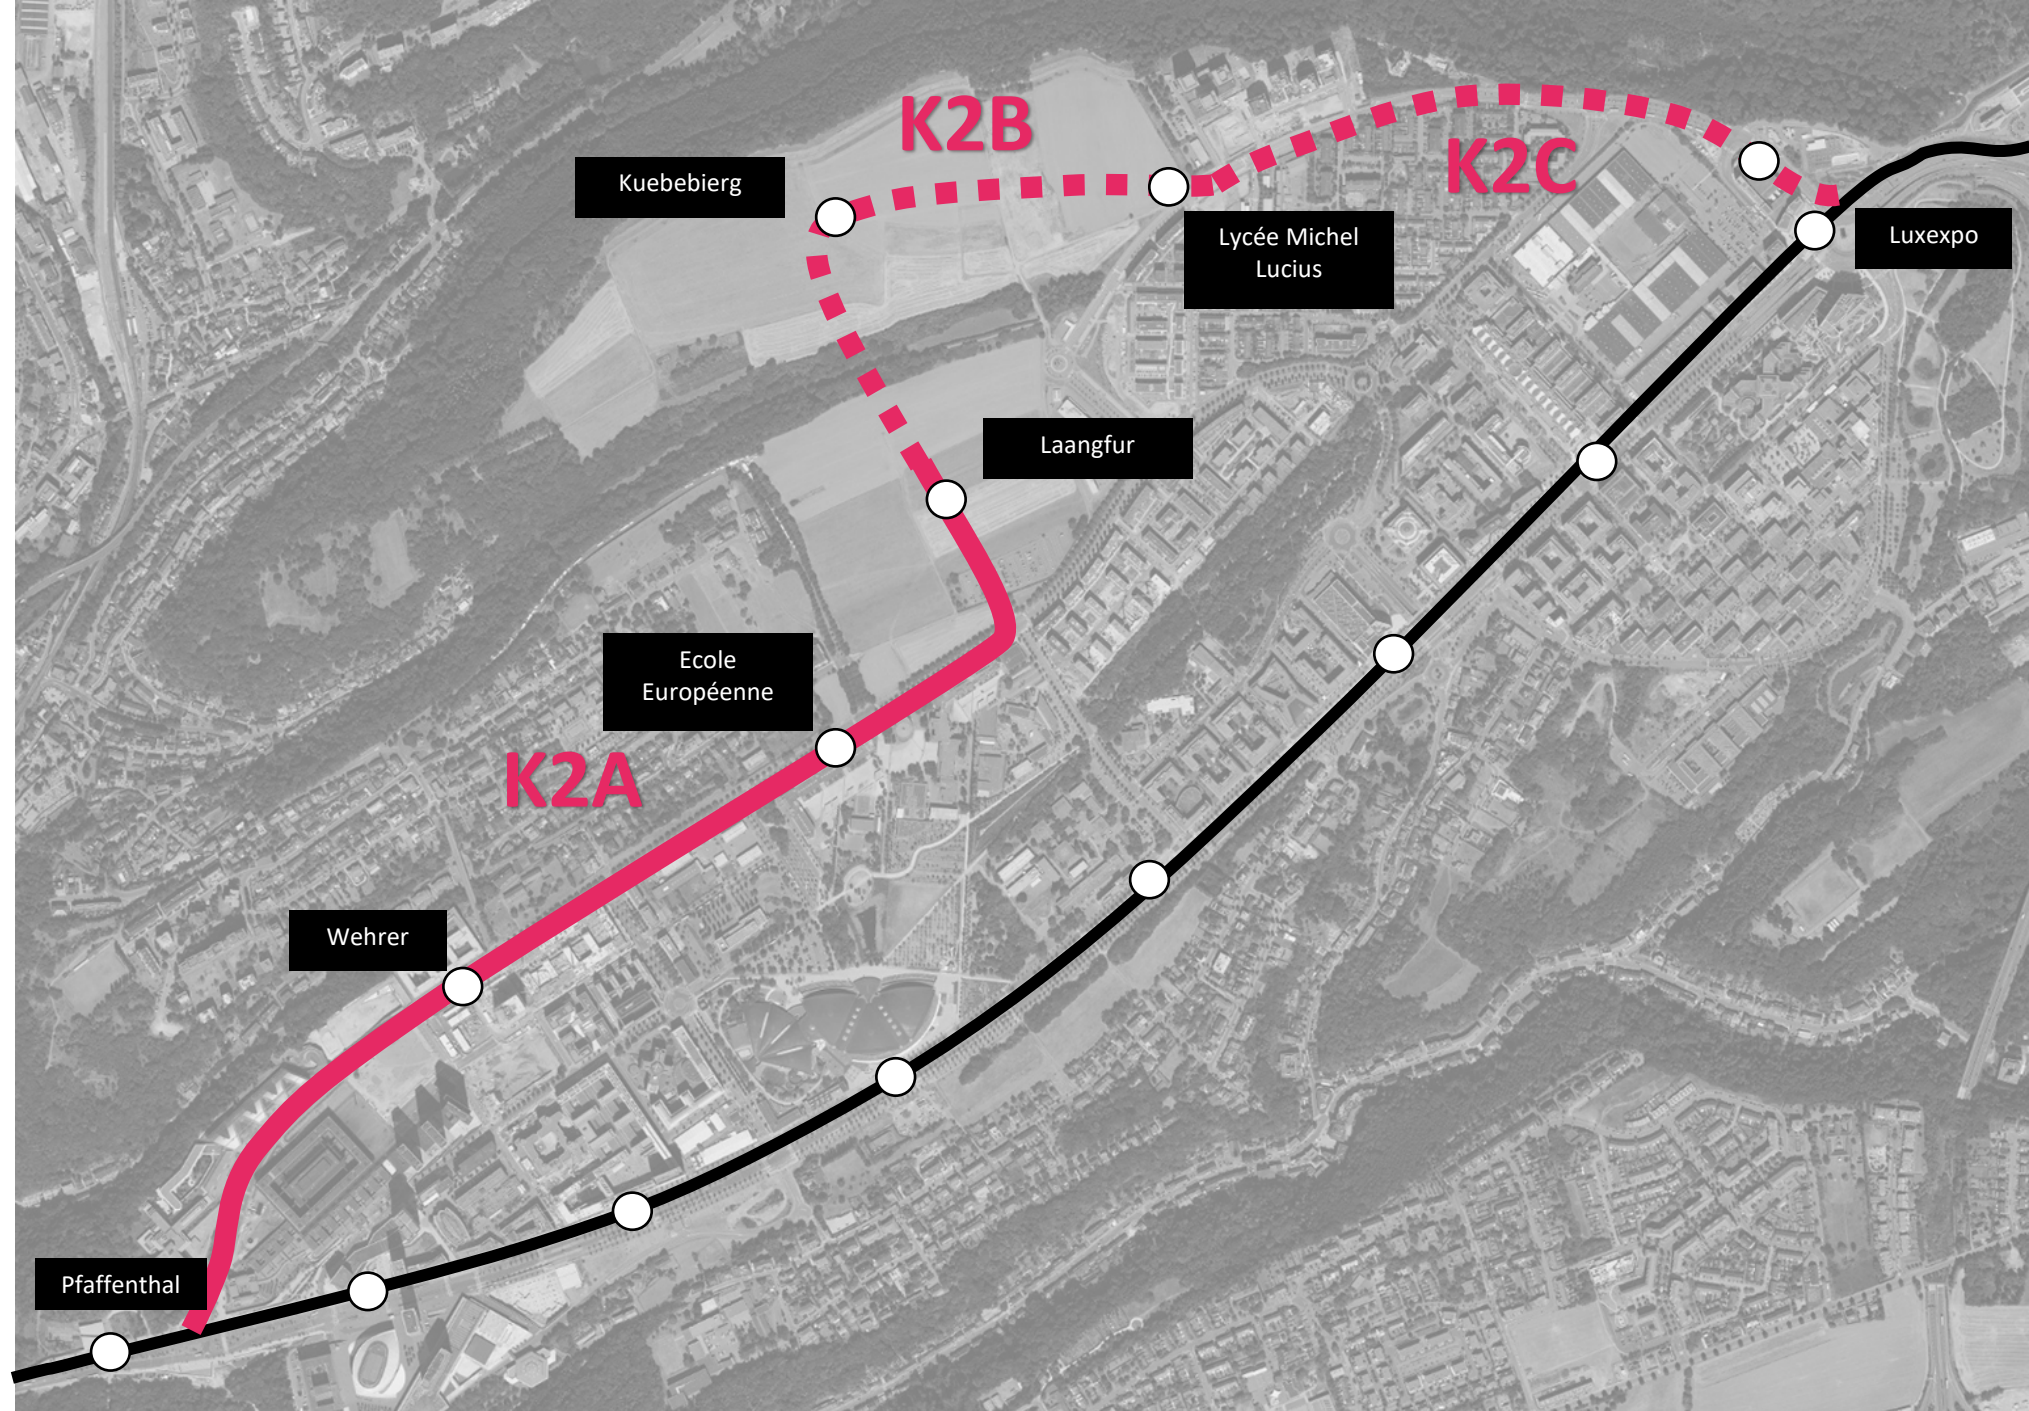 K2B
K2C
Kuebebierg
Lycée Michel
Lucius
Luxexpo
Laangfur
Ecole
Européenne
K2A
Wehrer
Pfaffenthal